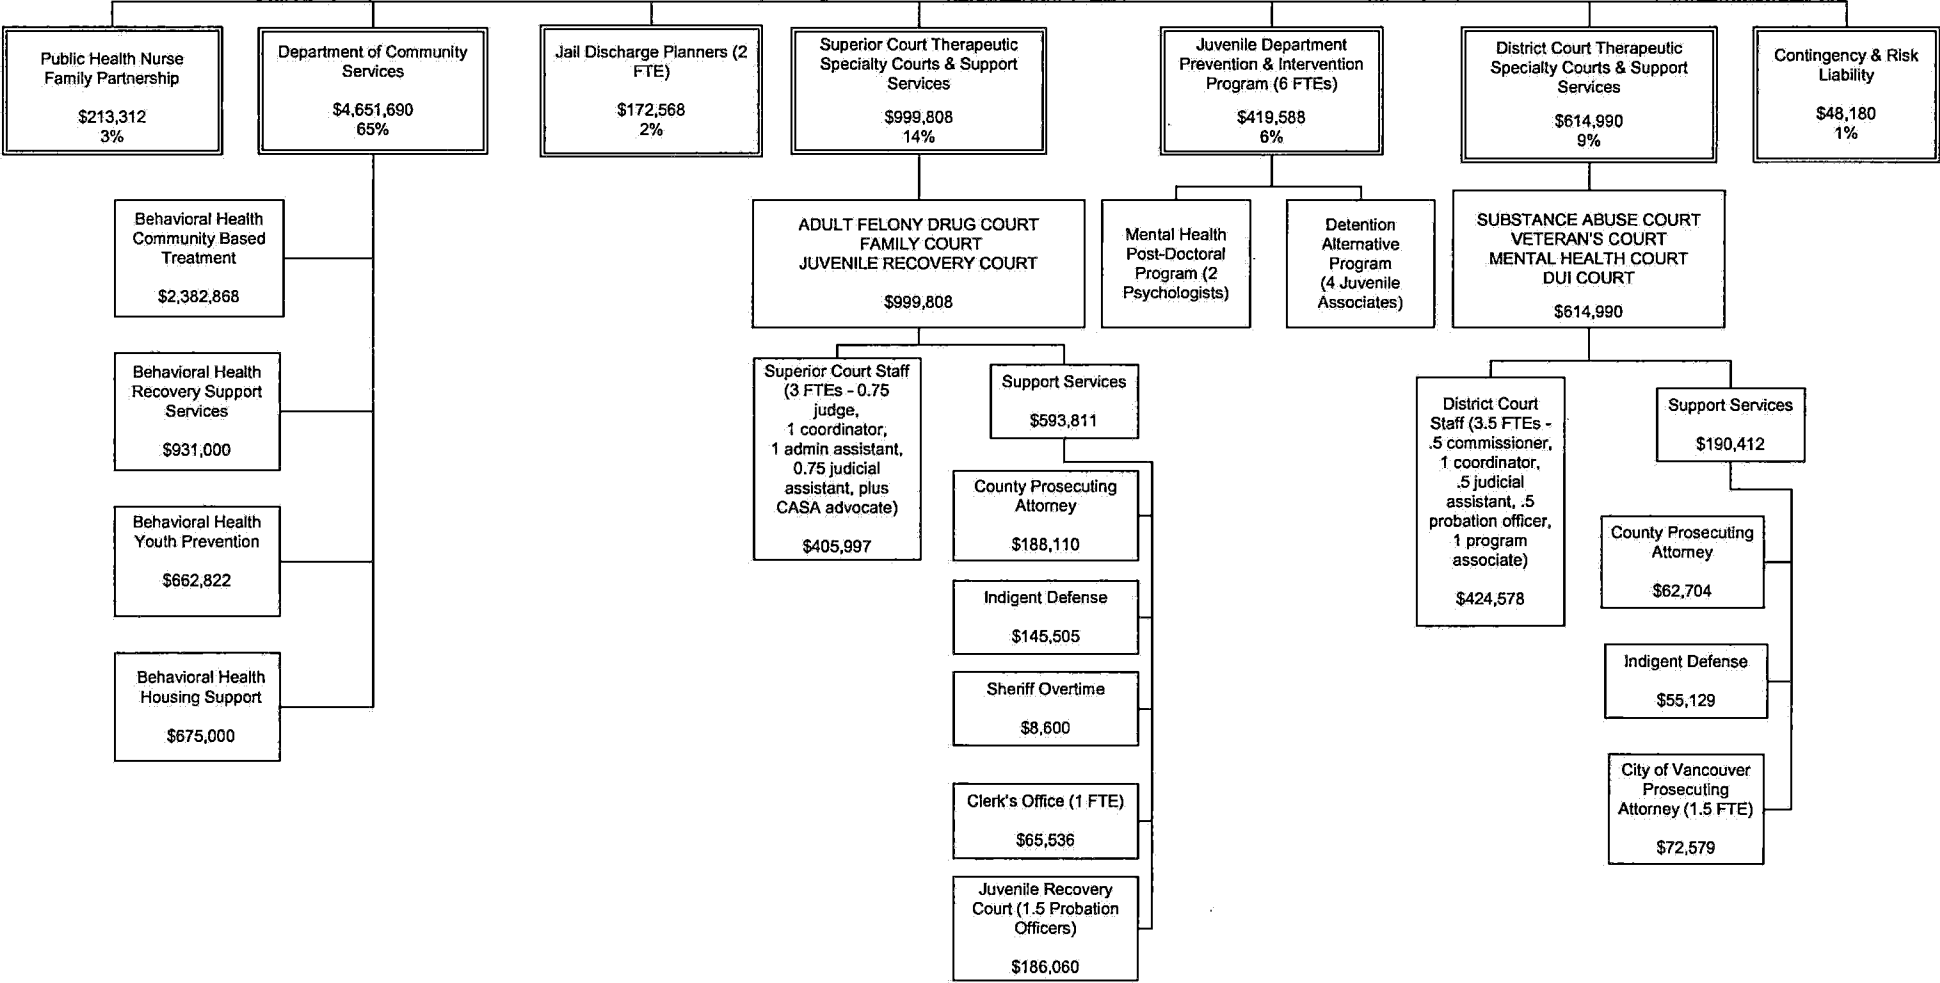 Public Health Nurse
Family Partnership
$213,312
3%
Department of Community
Services
$4,651,690
65%
Jail Discharge Planners (2
FTE)
$172,568
2%
Superior Court Therapeutic
Specialty Courts & Support
Services
$999,808
14%
Juvenile Department
Prevention & Intervention
Program (6 FTEs)
$419,588
6%
District Court Therapeutic
Specialty Courts & Support
Services
$614,990
9%
Contingency & Risk
Liability
$48,180
1%
Behavioral Health
Community Based
Treatment
$2,382,868
Behavioral Health
Recovery Support
Services
$931,000
Behavioral Health
Youth Prevention
$662,822
Behavioral Health
Housing Support
$675,000
ADULT FELONY DRUG COURT
FAMILY COURT
JUVENILE RECOVERY COURT
$999,808
Superior Court Staff
(3 FTEs - 0.75
judge,
1 coordinator,
1 admin assistant,
0.75 judicial
assistant, plus
CASA advocate)
$405,997
Support Services
$593,811
County Prosecuting
Attorney
$188,110
Indigent Defense
$145,505
Sheriff Overtime
$8,600
Clerk's Office (1 FTE)
$65,536
Juvenile Recovery
Court (1.5 Probation
Officers)
$186,060
Mental Health
Post-Doctoral
Program (2
Psychologists)
Detention
Alternative
Program
(4 Juvenile
Associates)
SUBSTANCE ABUSE COURT
VETERAN'S COURT
MENTAL HEALTH COURT
DUI COURT
$614,990
District Court
Staff (3.5 FTEs -
.5 commissioner,
1 coordinator,
.5 judicial
assistant, .5
probation officer,
1 program
associate)
$424,578
Support Services
$190,412
County Prosecuting
Attorney
$62,704
Indigent Defense
$55,129
City of Vancouver
Prosecuting
Attorney (1.5 FTE)
$72,579